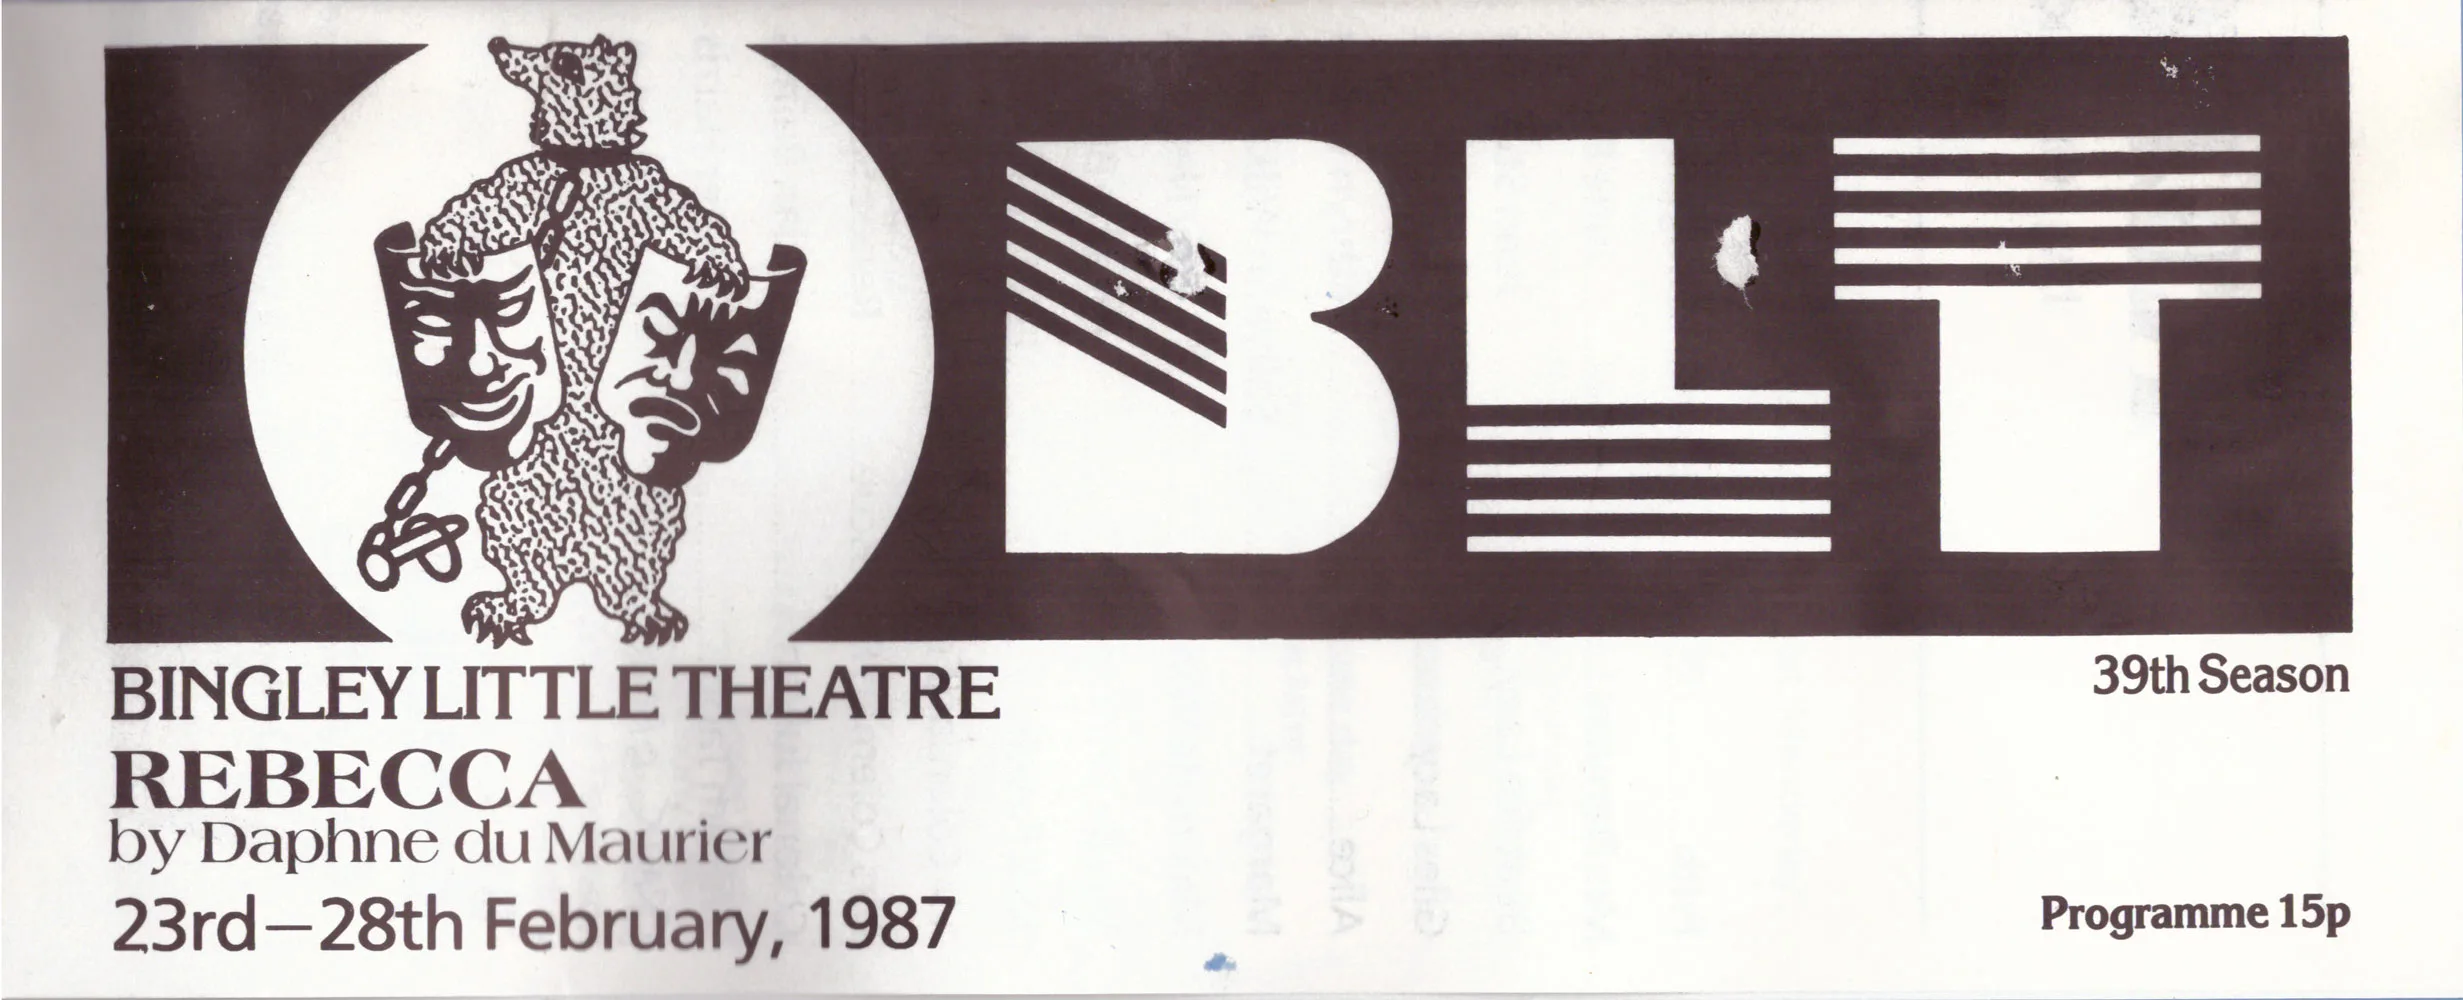 BLT
BINGLEY LITTLE THEATRE
39th Season
REBECCA
by Daphne du Maurier
23rd–28th February, 1987
Programme 15p